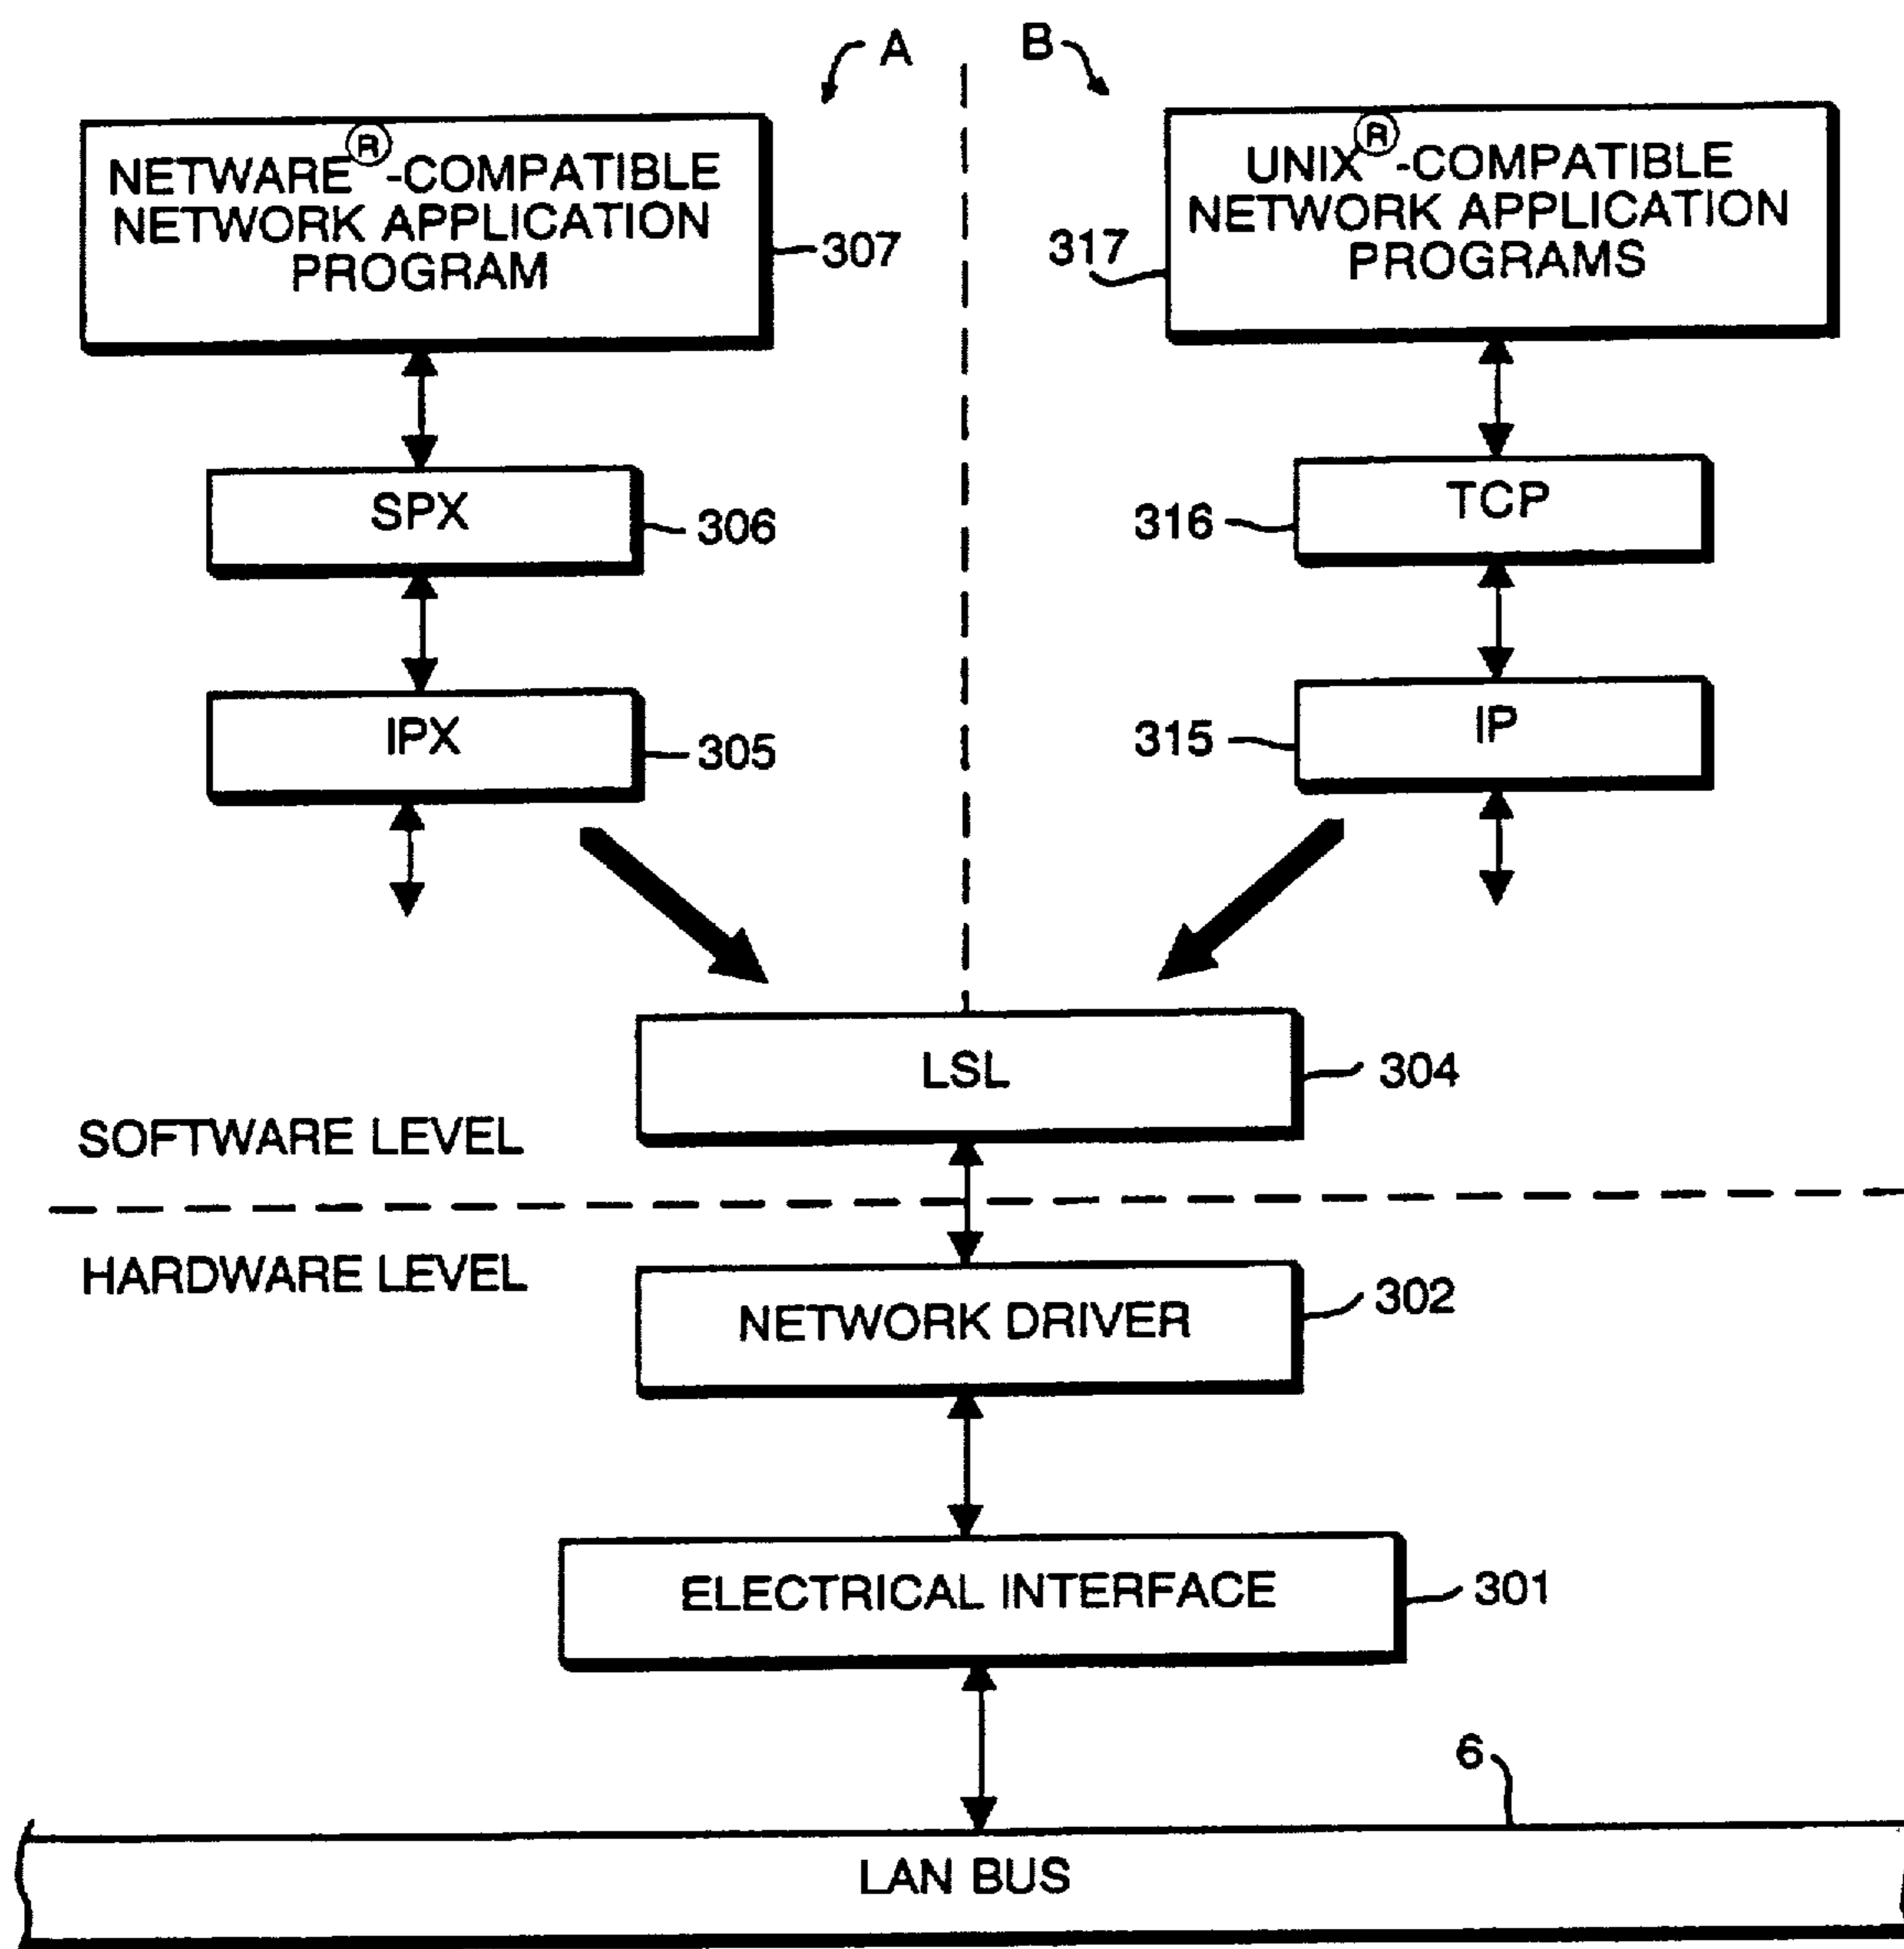 A
B
NETWARE®-COMPATIBLE
NETWORK APPLICATION
PROGRAM
307
317
UNIX®-COMPATIBLE
NETWORK APPLICATION
PROGRAMS
SPX
306
316
TCP
IPX
305
315
IP
LSL
304
SOFTWARE LEVEL
HARDWARE LEVEL
NETWORK DRIVER
302
ELECTRICAL INTERFACE
301
6
LAN BUS